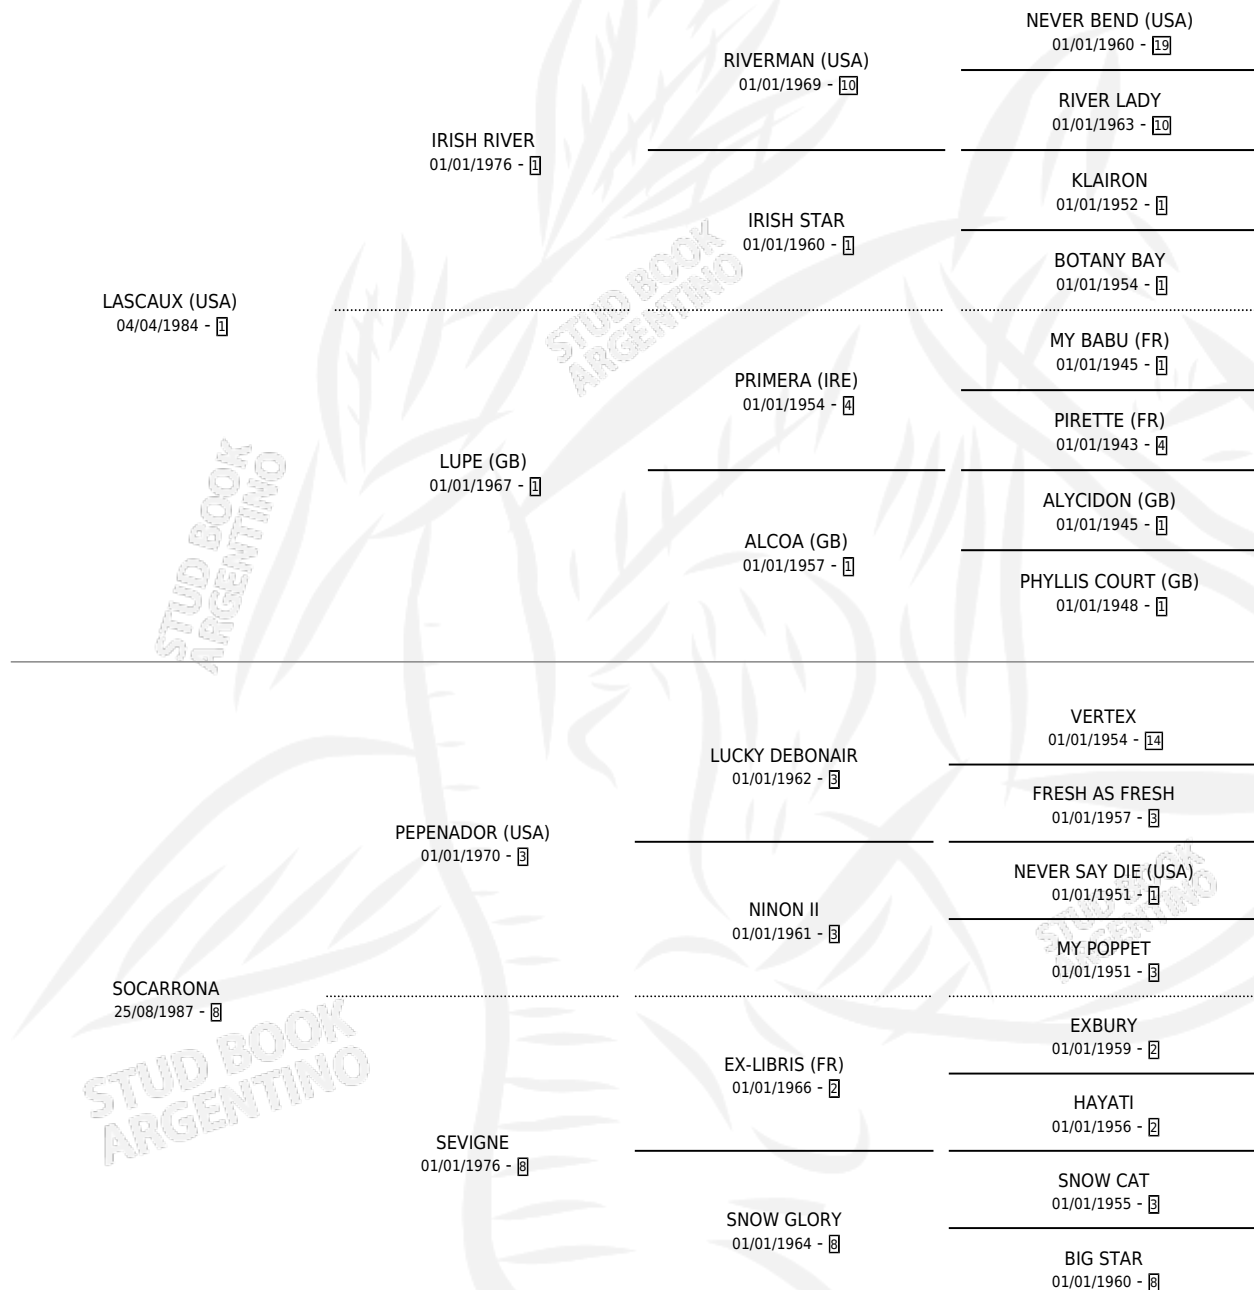 NEVER BEND (USA)
01/01/1960 - 19
RIVERMAN (USA)
01/01/1969 - 10
RIVER LADY
01/01/1963 - 10
IRISH RIVER
01/01/1976 - 1
KLAIRON
01/01/1952 - 1
IRISH STAR
01/01/1960 - 1
BOTANY BAY
01/01/1954 - 1
LASCAUX (USA)
04/04/1984 - 1
MY BABU (FR)
01/01/1945 - 1
PRIMERA (IRE)
01/01/1954 - 4
PIRETTE (FR)
01/01/1943 - 4
LUPE (GB)
01/01/1967 - 1
ALYCIDON (GB)
01/01/1945 - 1
ALCOA (GB)
01/01/1957 - 1
PHYLLIS COURT (GB)
01/01/1948 - 1
STUD BOOK
ARGENTINO
STUD BOOK
ARGENTINO
VERTEX
01/01/1954 - 14
LUCKY DEBONAIR
01/01/1962 - 3
FRESH AS FRESH
01/01/1957 - 3
PEPENADOR (USA)
01/01/1970 - 3
NEVER SAY DIE (USA)
01/01/1951 - 1
NINON II
01/01/1961 - 3
MY POPPET
01/01/1951 - 3
SOCARRONA
25/08/1987 - 8
EXBURY
01/01/1959 - 2
EX-LIBRIS (FR)
01/01/1966 - 2
HAYATI
01/01/1956 - 2
SEVIGNE
01/01/1976 - 8
SNOW CAT
01/01/1955 - 3
SNOW GLORY
01/01/1964 - 8
BIG STAR
01/01/1960 - 8
STUD BOOK
ARGENTINO
STUD BOOK
ARGENTINO